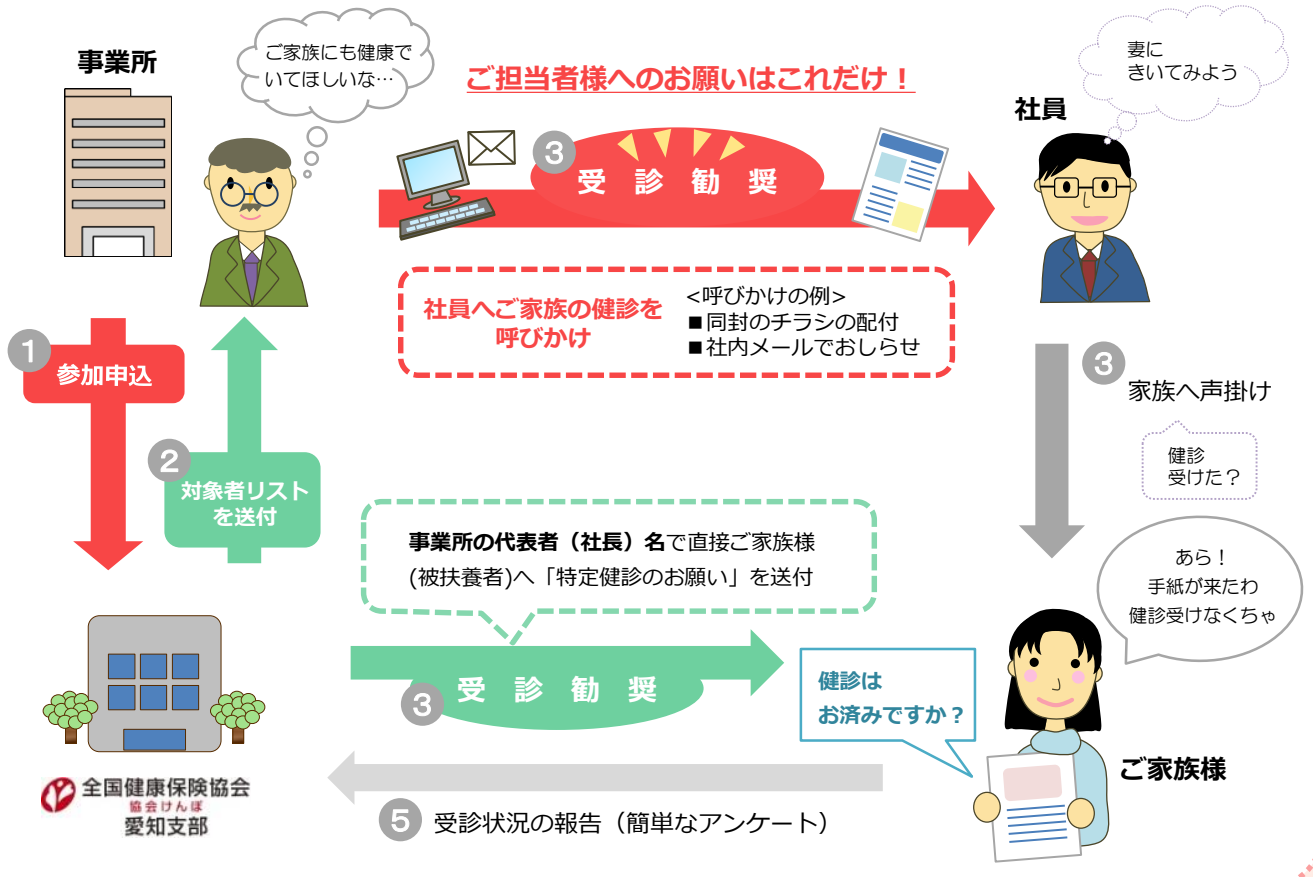 事業所
ご家族にも健康で
いてほしいな…
ご担当者様へのお願いはこれだけ！
妻に
きいてみよう
社員
3
受 診 勧 奨
社員へご家族の健診を
呼びかけ
<呼びかけの例>
■同封のチラシの配付
■社内メールでおしらせ
1
参加申込
2
対象者リスト
を送付
3
家族へ声掛け
健診
受けた？
事業所の代表者（社長）名で直接ご家族様
(被扶養者)へ「特定健診のお願い」を送付
あら！
手紙が来たわ
健診受けなくちゃ
3
受 診 勧 奨
健診は
お済みですか？
ご家族様
全国健康保険協会
協会けんぽ
愛知支部
5
受診状況の報告（簡単なアンケート）